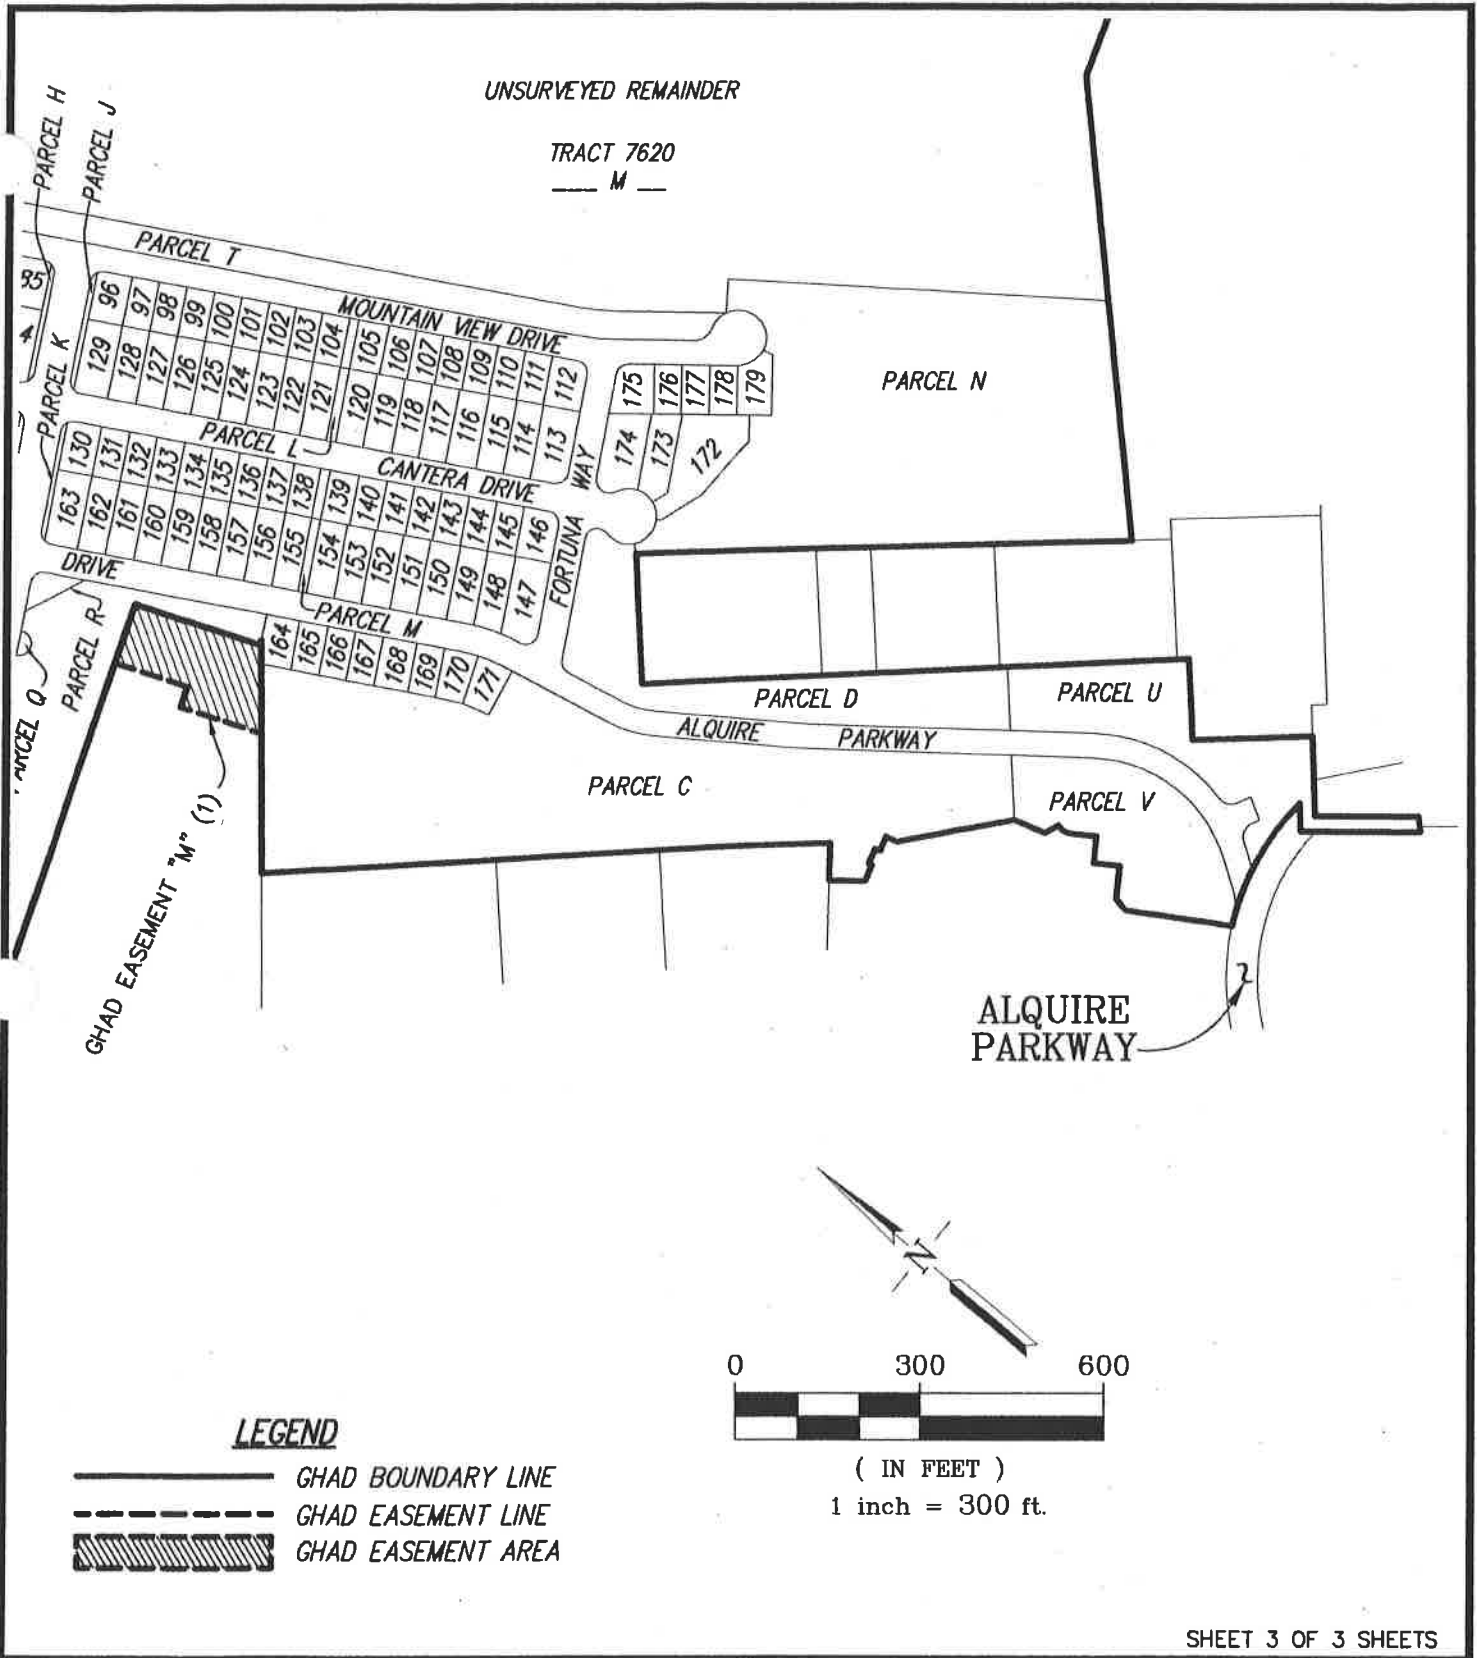 UNSURVEYED REMAINDER
TRACT 7620
M
PARCEL H
PARCEL J
PARCEL T
MOUNTAIN VIEW DRIVE
96 97 98 99 100 101 102 103 104 105 106 107 108 109 110 111 112
129 128 127 126 125 124 123 122 121 120 119 118 117 116 115 114 113
175 176 177 178 179
174 173 172
PARCEL N
PARCEL K
PARCEL L
CANTERA DRIVE
FORTUNA WAY
130 131 132 133 134 135 136 137 138 139 140 141 142 143 144 145 146
163 162 161 160 159 158 157 156 155 154 153 152 151 150 149 148 147
DRIVE
PARCEL M
164 165 166 167 168 169 170 171
PARCEL R
PARCEL Q
PARCEL D
PARCEL U
ALQUIRE PARKWAY
PARCEL C
PARCEL V
GHAD EASEMENT "M" (1)
ALQUIRE
PARKWAY
N
0 300 600
( IN FEET )
1 inch = 300 ft.
LEGEND
GHAD BOUNDARY LINE
GHAD EASEMENT LINE
GHAD EASEMENT AREA
SHEET 3 OF 3 SHEETS